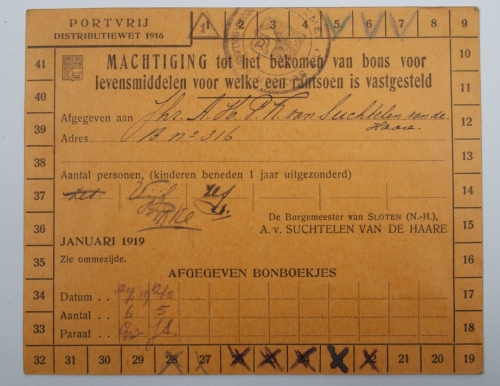 PORTVRIJ
DISTRIBUTIEWET 1916
1 2 3 4 5 6 7 8 9
41 MACHTIGING tot het bekomen van bons voor 10
levensmiddelen voor welke een rantsoen is vastgesteld
40 11
39 Afgegeven aan Jhr. A. H. P. K. van Suchtelen van de 12
Haare.
Adres B no 316
38 13
Aantal personen, (kinderen beneden 1 jaar uitgezonderd)
37 Vijf 14
36 De Burgemeester van SLOTEN (N.-H.), 15
A. v. SUCHTELEN VAN DE HAARE
JANUARI 1919
35 Zie ommezijde. 16
AFGEGEVEN BONBOEKJES
34 Datum . . 17
Aantal . . 6 5
33 Paraaf . . 18
32 31 30 29 28 27 26 25 24 23 22 21 20 19